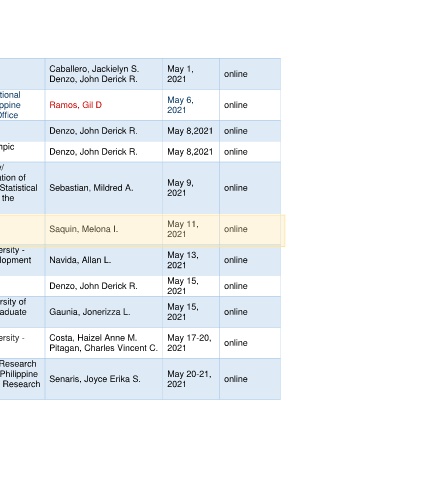 Caballero, Jackielyn S.
Denzo, John Derick R.
May 1,
2021
online
tional
ppine
Office
Ramos, Gil D
May 6,
2021
online
Denzo, John Derick R.
May 8,2021
online
mpic
Denzo, John Derick R.
May 8,2021
online
y/
ation of
Statistical
the
Sebastian, Mildred A.
May 9,
2021
online
Saquin, Melona I.
May 11,
2021
online
ersity -
lopment
Navida, Allan L.
May 13,
2021
online
Denzo, John Derick R.
May 15,
2021
online
rsity of
aduate
Gaunia, Jonerizza L.
May 15,
2021
online
ersity -
Costa, Haizel Anne M.
Pitagan, Charles Vincent C.
May 17-20,
2021
online
Research
Philippine
Research
Senaris, Joyce Erika S.
May 20-21,
2021
online